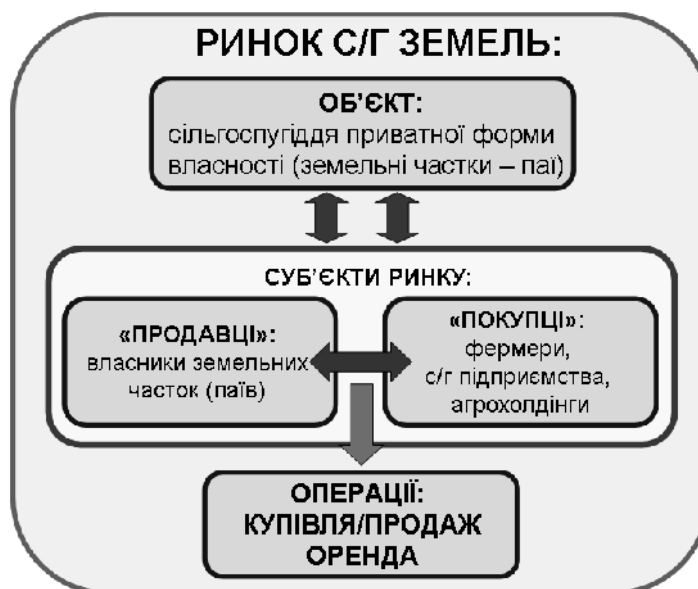 РИНОК С/Г ЗЕМЕЛЬ:
ОБ’ЄКТ:
сільгоспугіддя приватної форми
власності (земельні частки – паї)
СУБ’ЄКТИ РИНКУ:
«ПРОДАВЦІ»:
власники земельних
часток (паїв)
«ПОКУПЦІ»:
фермери,
с/г підприємства,
агрохолдінги
ОПЕРАЦІЇ:
КУПІВЛЯ/ПРОДАЖ
ОРЕНДА